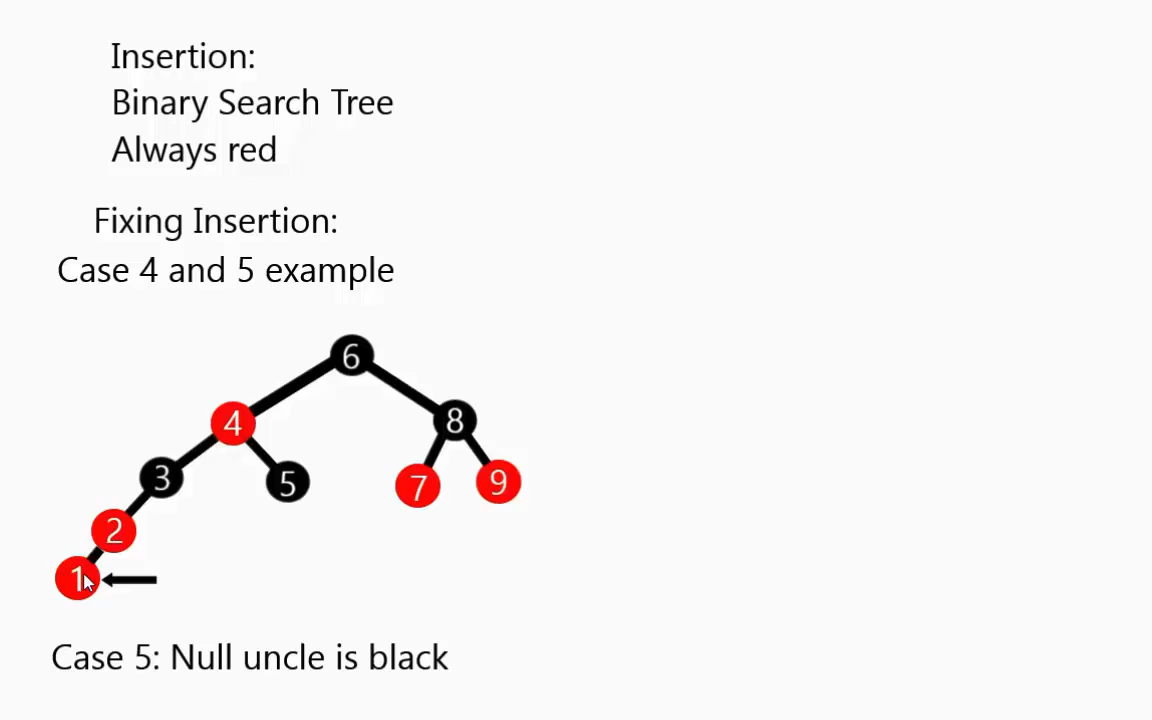 Insertion:
Binary Search Tree
Always red
Fixing Insertion:
Case 4 and 5 example
6
4
8
3
5
7
9
2
1
Case 5: Null uncle is black